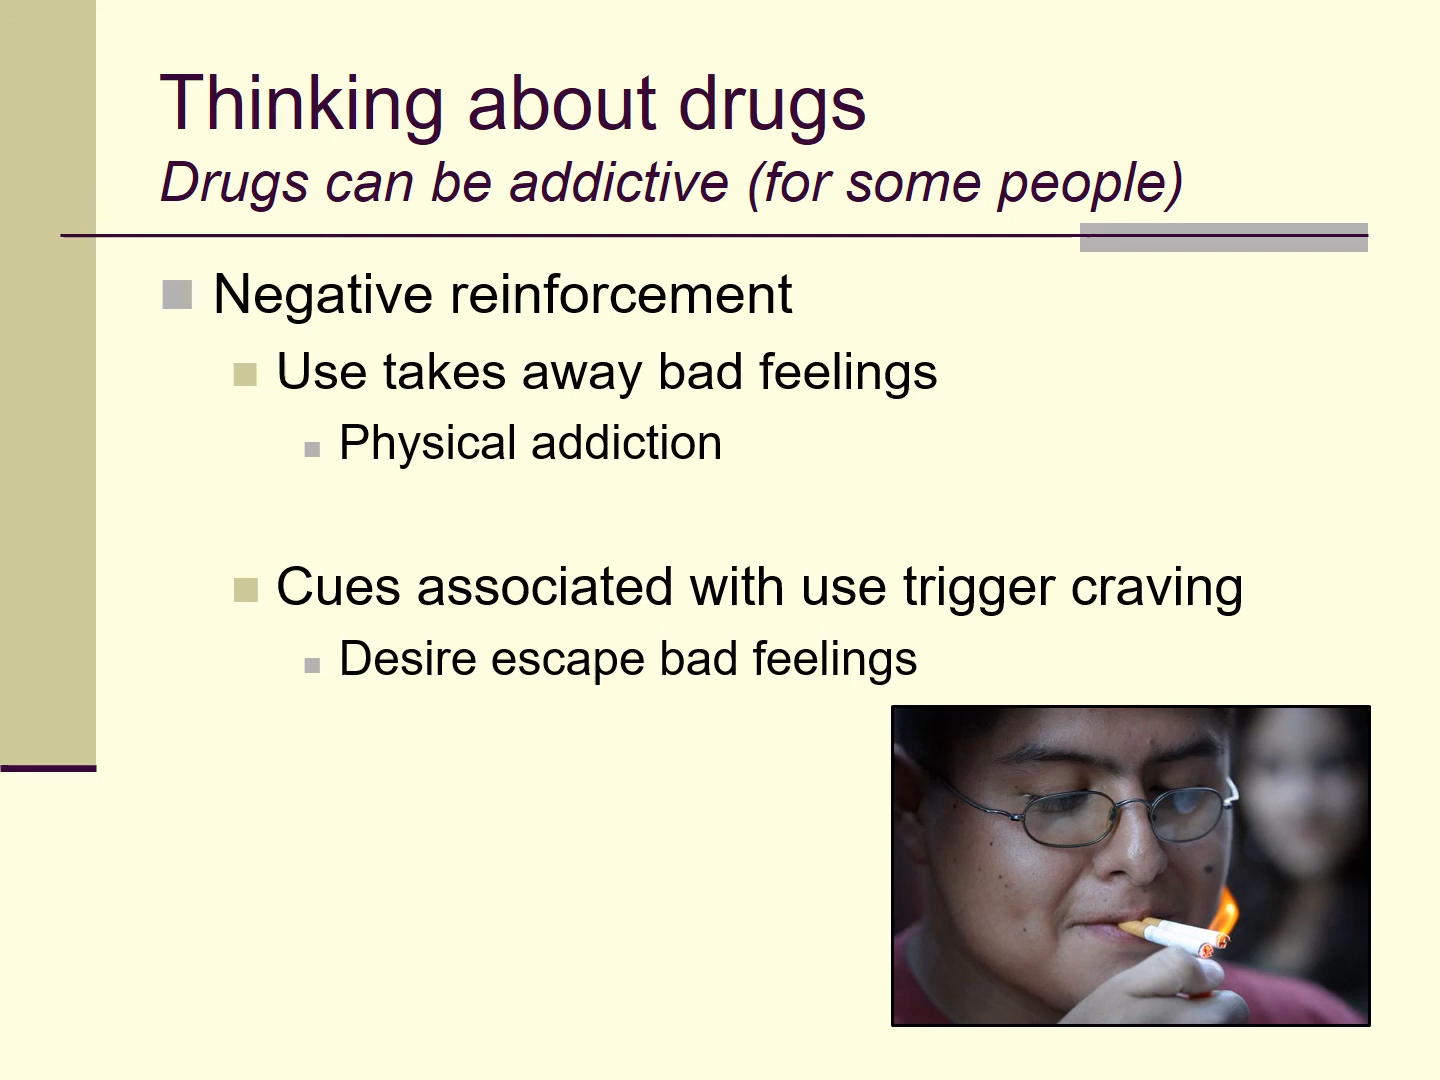 Thinking about drugs
Drugs can be addictive (for some people)
Negative reinforcement
Use takes away bad feelings
Physical addiction
Cues associated with use trigger craving
Desire escape bad feelings